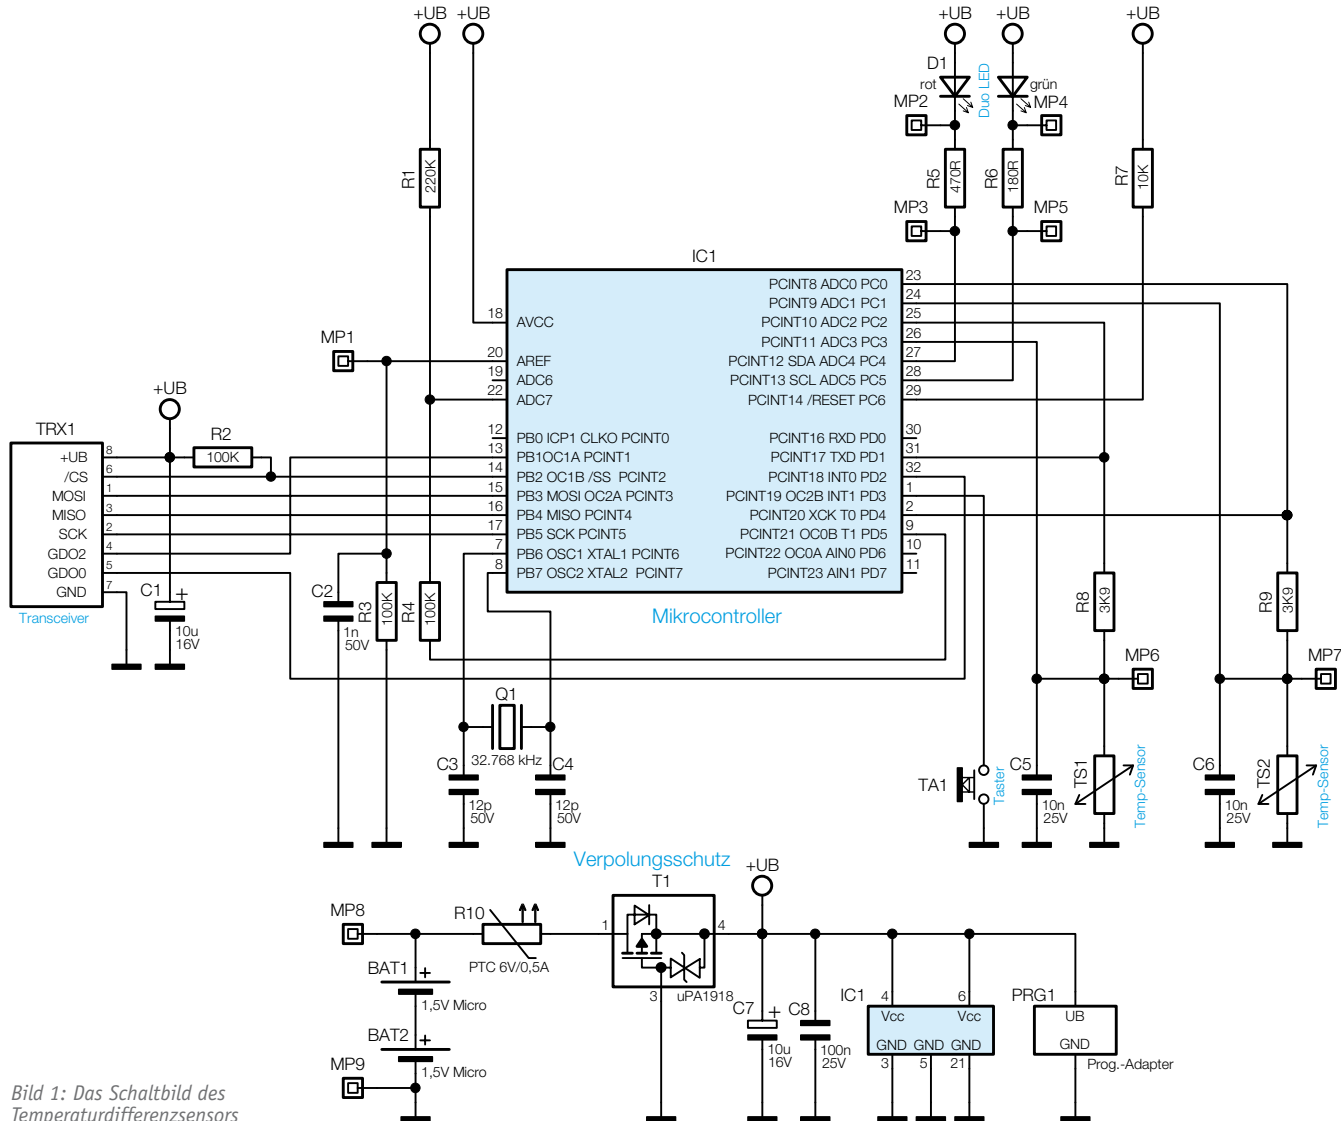 +UB
+UB
+UB
+UB
+UB
D1
rot
Duo LED
grün
MP2
MP4
R1
220K
R5
470R
R6
180R
R7
10K
MP3
MP5
IC1
PCINT8 ADC0 PC0
23
PCINT9 ADC1 PC1
24
18
AVCC
PCINT10 ADC2 PC2
25
PCINT11 ADC3 PC3
26
MP1
20
AREF
PCINT12 SDA ADC4 PC4
27
19
ADC6
PCINT13 SCL ADC5 PC5
28
22
ADC7
PCINT14 /RESET PC6
29
+UB
12
PB0 ICP1 CLKO PCINT0
PCINT16 RXD PD0
30
13
PB1OC1A PCINT1
PCINT17 TXD PD1
31
14
PB2 OC1B /SS PCINT2
PCINT18 INT0 PD2
32
15
PB3 MOSI OC2A PCINT3
PCINT19 OC2B INT1 PD3
1
16
PB4 MISO PCINT4
PCINT20 XCK T0 PD4
2
17
PB5 SCK PCINT5
PCINT21 OC0B T1 PD5
9
7
PB6 OSC1 XTAL1 PCINT6
PCINT22 OC0A AIN0 PD6
10
8
PB7 OSC2 XTAL2 PCINT7
PCINT23 AIN1 PD7
11
Mikrocontroller
TRX1
R2
100K
+UB
8
/CS
6
MOSI
1
MISO
3
SCK
2
GDO2
4
GDO0
5
GND
7
Transceiver
C1
+
10u
16V
C2
1n
50V
R3
100K
R4
100K
R8
3K9
R9
3K9
MP6
MP7
Q1
32.768 kHz
C3
12p
50V
C4
12p
50V
TA1
Taster
C5
10n
25V
TS1
Temp-Sensor
C6
10n
25V
TS2
Temp-Sensor
Verpolungsschutz
T1
+UB
MP8
R10
PTC 6V/0,5A
1
4
3
uPA1918
BAT1
+
1,5V Micro
BAT2
+
1,5V Micro
MP9
C7
+
10u
16V
C8
100n
25V
IC1
4
6
Vcc
Vcc
GND
GND
GND
3
5
21
PRG1
UB
GND
Prog.-Adapter
Bild 1: Das Schaltbild des
Temperaturdifferenzsensors